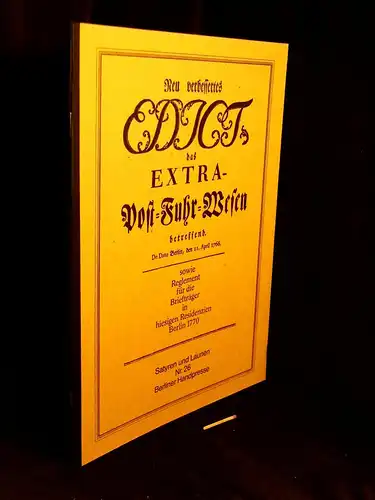 Neu verbessertes
EDICT,
das
EXTRA-
Post-Fuhr-Wesen
betreffend.
De Dato Berlin, den 11. April 1766.
sowie
Reglement
für die
Briefträger
in
hiesigen Residenzien
Berlin 1770
Satyren und Launen
Nr 26
Berliner Handpresse